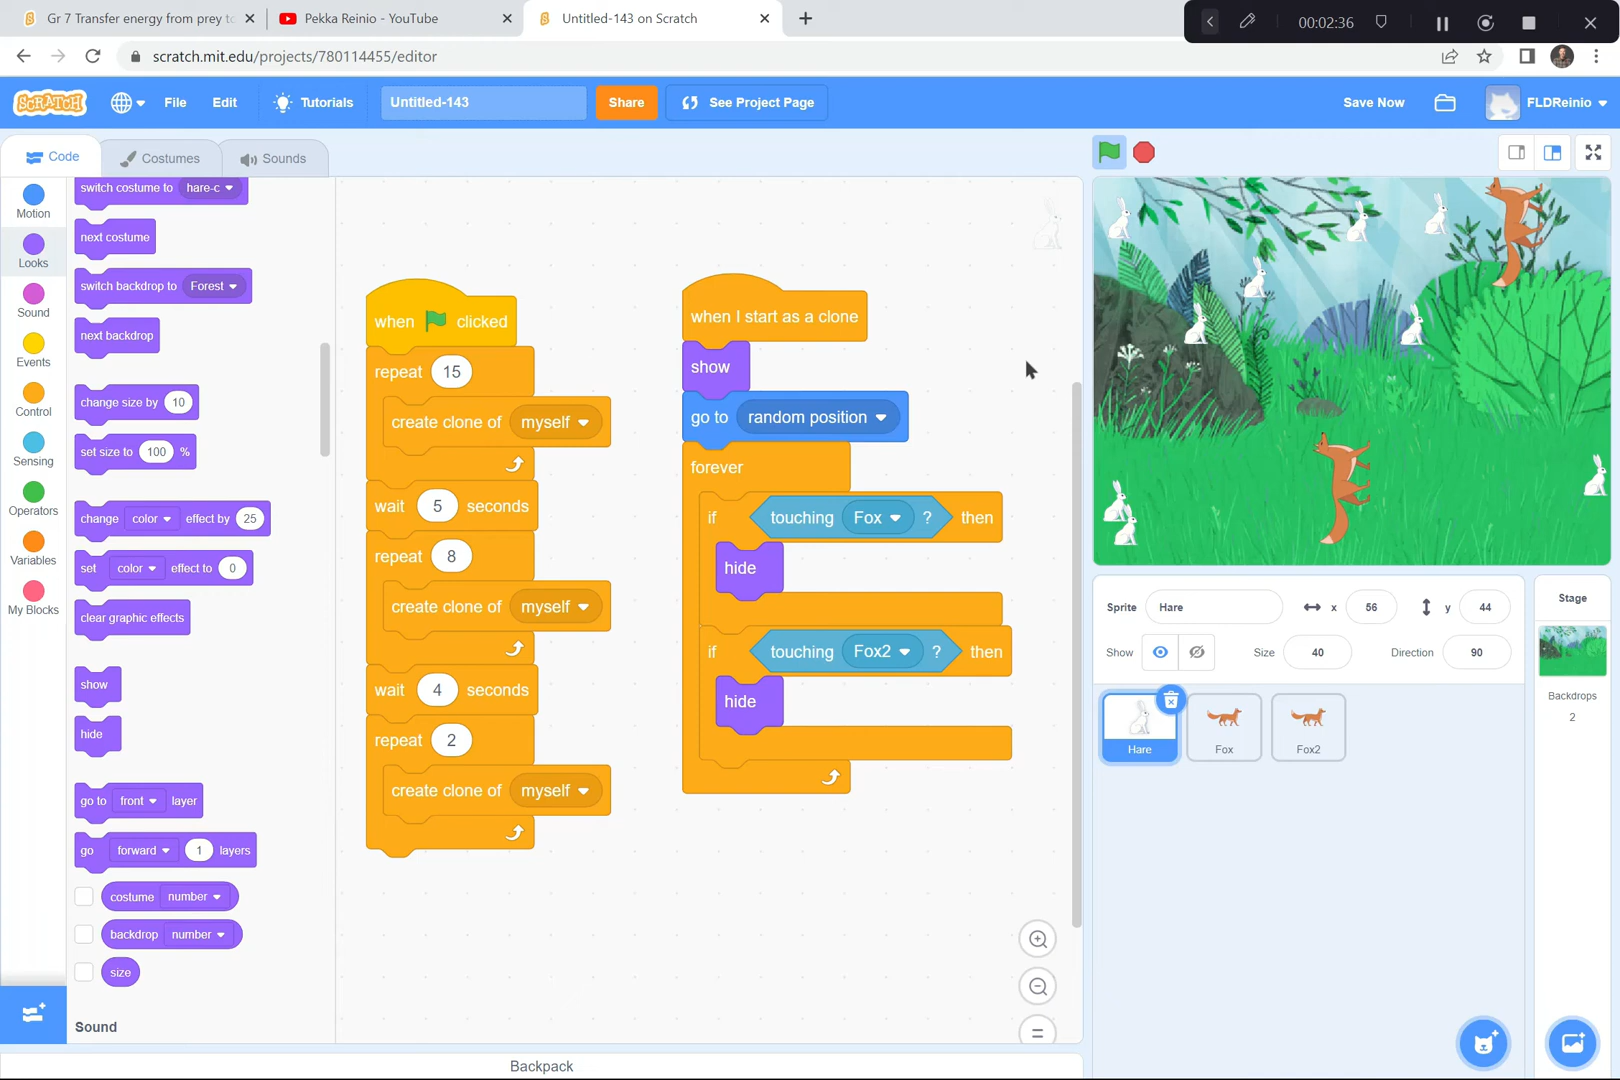 Gr 7 Transfer energy from prey to
Pekka Reinio - YouTube
Untitled-143 on Scratch
00:02:36
scratch.mit.edu/projects/780114455/editor
SCRATCH
File
Edit
Tutorials
Untitled-143
Share
See Project Page
Save Now
FLDReinio
Code
Costumes
Sounds
Motion
Looks
Sound
Events
Control
Sensing
Operators
Variables
My Blocks
switch costume to hare-c
next costume
switch backdrop to Forest
next backdrop
change size by 10
set size to 100 %
change color effect by 25
set color effect to 0
clear graphic effects
show
hide
go to front layer
go forward 1 layers
costume number
backdrop number
size
Sound
when clicked
repeat 15
create clone of myself
wait 5 seconds
repeat 8
create clone of myself
wait 4 seconds
repeat 2
create clone of myself
when I start as a clone
show
go to random position
forever
if touching Fox ? then
hide
if touching Fox2 ? then
hide
Sprite Hare x 56 y 44
Show Size 40 Direction 90
Hare
Fox
Fox2
Stage
Backdrops
2
Backpack